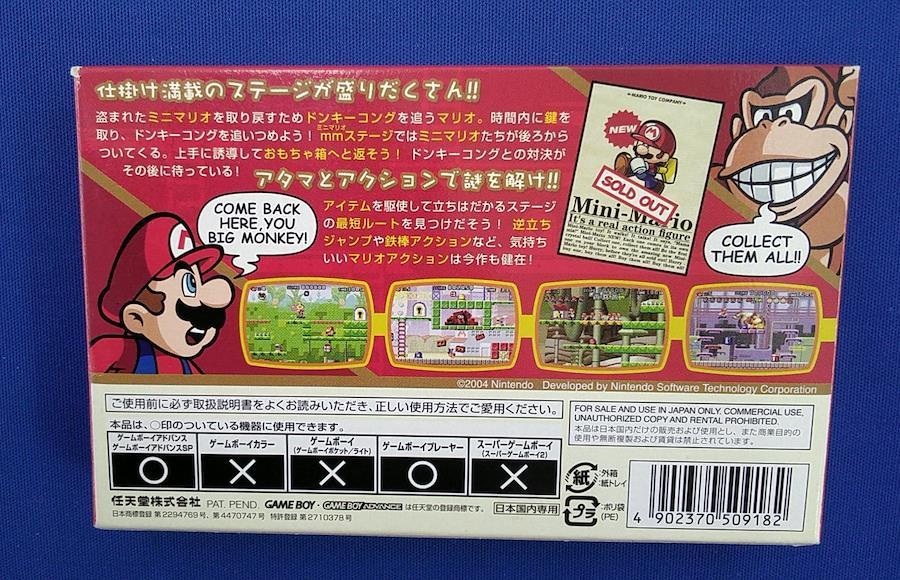 仕掛け満載のステージが盛りだくさん!!
盗まれたミニマリオを取り戻すためドンキーコングを追うマリオ。時間内に鍵を
取り、ドンキーコングを追いつめよう！mmステージではミニマリオたちが後ろから
ミニマリオ
ついてくる。上手に誘導しておもちゃ箱へと返そう！ ドンキーコングとの対決が
その後に待っている！
アタマとアクションで謎を解け!!
アイテムを駆使して立ちはだかるステージ
の最短ルートを見つけだそう！ 逆立ち
ジャンプや鉄棒アクションなど、気持ち
いいマリオアクションは今作も健在！
COME BACK
HERE, YOU
BIG MONKEY!
MARIO TOY COMPANY
NEW
SOLD OUT
Mini-Mario
It's a real action figure
COLLECT
THEM ALL!!
©2004 Nintendo Developed by Nintendo Software Technology Corporation
ご使用前に必ず取扱説明書をよくお読みいただき、正しい使用方法でご愛用ください。
本品は、○印のついている機器に使用できます。
ゲームボーイアドバンス
ゲームボーイアドバンスSP
ゲームボーイカラー
ゲームボーイ
(ゲームボーイポケット/ライト)
ゲームボーイプレーヤー
スーパーゲームボーイ
(スーパーゲームボーイ2)
○ × × ○ ×
任天堂株式会社 PAT. PEND. GAME BOY・GAME BOY ADVANCE は任天堂の登録商標です。 日本国内専用
日本商標登録 第2294769号、第4470747号 特許登録 第2710378号
FOR SALE AND USE IN JAPAN ONLY. COMMERCIAL USE,
UNAUTHORIZED COPY AND RENTAL PROHIBITED.
本品は日本国内だけの販売および使用とし、また商業目的の
使用や無断複製および賃貸は禁止されています。
紙
:外箱
:紙トレイ
プラ
:ポリ袋
(PE)
4 902370 509182